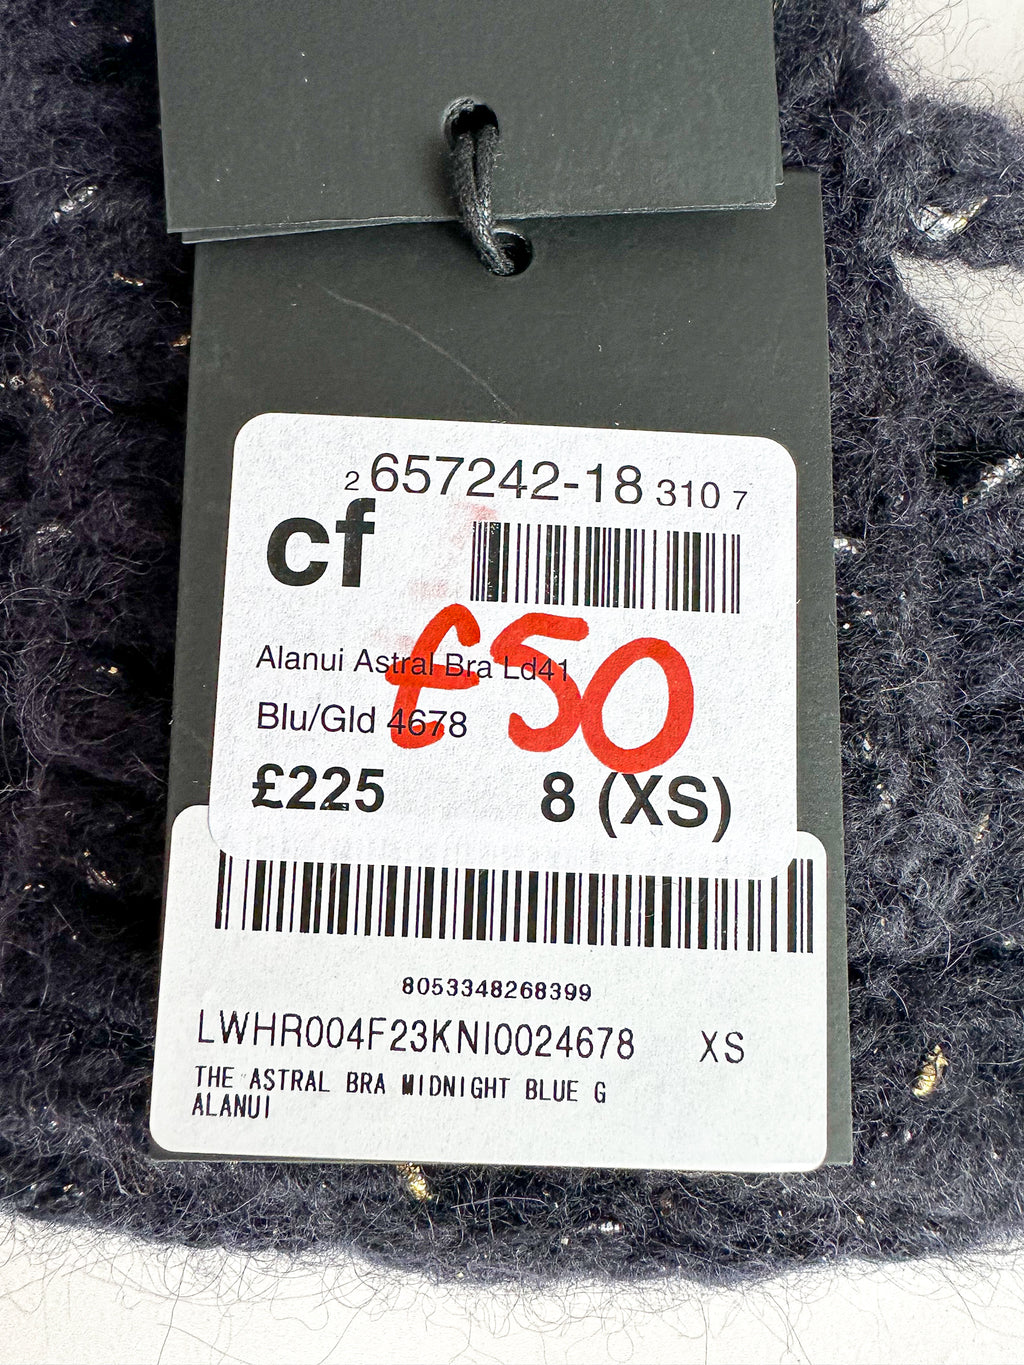 2 657242-18 310 7
cf
£50
Alanui Astral Bra Ld41
Blu/Gld 4678
£225 8 (XS)
8053348268399
LWHR004F23KNI0024678 XS
THE ASTRAL BRA MIDNIGHT BLUE G
ALANUI